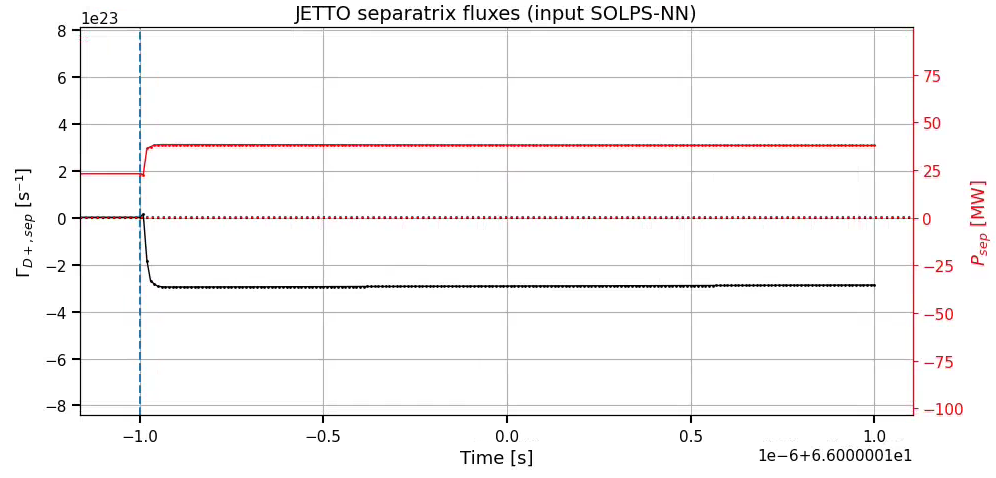 JETTO separatrix fluxes (input SOLPS-NN)
1e23
8
6
4
2
0
−2
−4
−6
−8
Γ_{D+,sep} [s⁻¹]
75
50
25
0
−25
−50
−75
−100
P_{sep} [MW]
−1.0 −0.5 0.0 0.5 1.0
Time [s]
1e-6+6.6000001e1